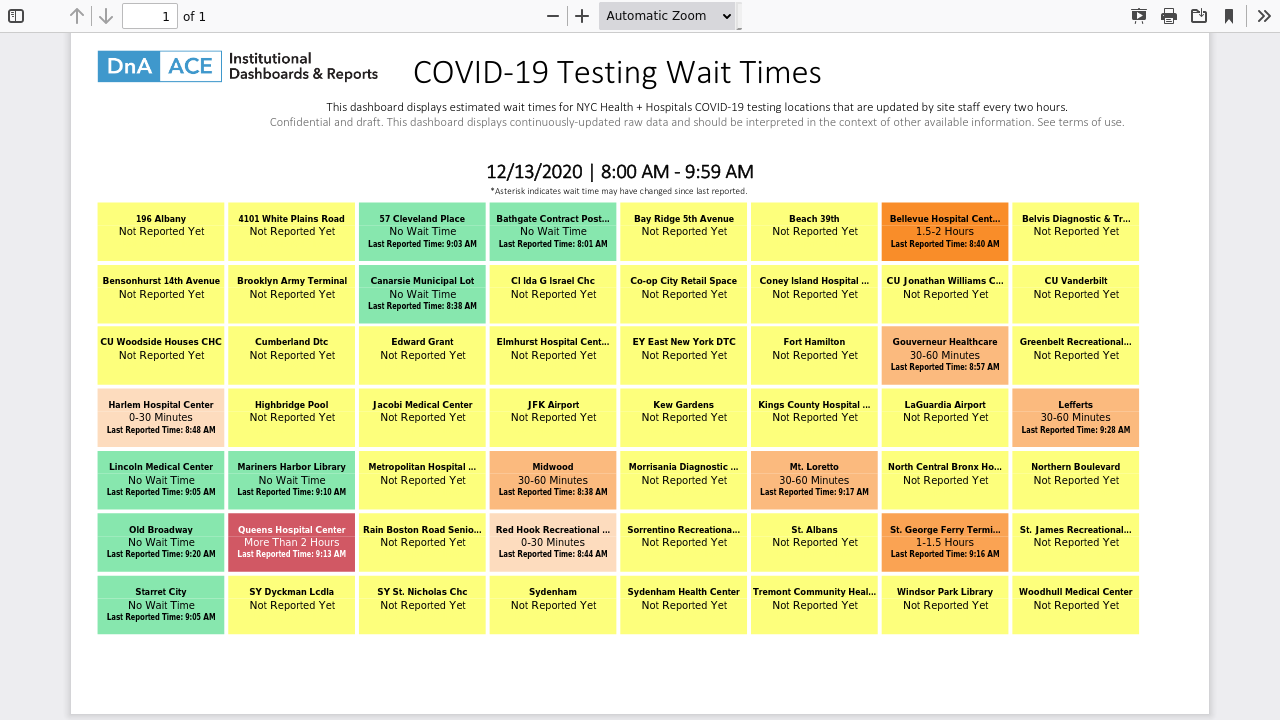 1 of 1 Automatic Zoom
DnA ACE Institutional Dashboards & Reports
COVID-19 Testing Wait Times
This dashboard displays estimated wait times for NYC Health + Hospitals COVID-19 testing locations that are updated by site staff every two hours.
Confidential and draft. This dashboard displays continuously-updated raw data and should be interpreted in the context of other available information. See terms of use.
12/13/2020 | 8:00 AM - 9:59 AM
*Asterisk indicates wait time may have changed since last reported.
196 Albany
Not Reported Yet
4101 White Plains Road
Not Reported Yet
57 Cleveland Place
No Wait Time
Last Reported Time: 9:03 AM
Bathgate Contract Post...
No Wait Time
Last Reported Time: 8:01 AM
Bay Ridge 5th Avenue
Not Reported Yet
Beach 39th
Not Reported Yet
Bellevue Hospital Cent...
1.5-2 Hours
Last Reported Time: 8:40 AM
Belvis Diagnostic & Tr...
Not Reported Yet
Bensonhurst 14th Avenue
Not Reported Yet
Brooklyn Army Terminal
Not Reported Yet
Canarsie Municipal Lot
No Wait Time
Last Reported Time: 8:38 AM
Cl Ida G Israel Chc
Not Reported Yet
Co-op City Retail Space
Not Reported Yet
Coney Island Hospital ...
Not Reported Yet
CU Jonathan Williams C...
Not Reported Yet
CU Vanderbilt
Not Reported Yet
CU Woodside Houses CHC
Not Reported Yet
Cumberland Dtc
Not Reported Yet
Edward Grant
Not Reported Yet
Elmhurst Hospital Cent...
Not Reported Yet
EY East New York DTC
Not Reported Yet
Fort Hamilton
Not Reported Yet
Gouverneur Healthcare
30-60 Minutes
Last Reported Time: 8:57 AM
Greenbelt Recreational...
Not Reported Yet
Harlem Hospital Center
0-30 Minutes
Last Reported Time: 8:48 AM
Highbridge Pool
Not Reported Yet
Jacobi Medical Center
Not Reported Yet
JFK Airport
Not Reported Yet
Kew Gardens
Not Reported Yet
Kings County Hospital ...
Not Reported Yet
LaGuardia Airport
Not Reported Yet
Lefferts
30-60 Minutes
Last Reported Time: 9:28 AM
Lincoln Medical Center
No Wait Time
Last Reported Time: 9:05 AM
Mariners Harbor Library
No Wait Time
Last Reported Time: 9:10 AM
Metropolitan Hospital ...
Not Reported Yet
Midwood
30-60 Minutes
Last Reported Time: 8:38 AM
Morrisania Diagnostic ...
Not Reported Yet
Mt. Loretto
30-60 Minutes
Last Reported Time: 9:17 AM
North Central Bronx Ho...
Not Reported Yet
Northern Boulevard
Not Reported Yet
Old Broadway
No Wait Time
Last Reported Time: 9:20 AM
Queens Hospital Center
More Than 2 Hours
Last Reported Time: 9:13 AM
Rain Boston Road Senio...
Not Reported Yet
Red Hook Recreational ...
0-30 Minutes
Last Reported Time: 8:44 AM
Sorrentino Recreationa...
Not Reported Yet
St. Albans
Not Reported Yet
St. George Ferry Termi...
1-1.5 Hours
Last Reported Time: 9:16 AM
St. James Recreational...
Not Reported Yet
Starret City
No Wait Time
Last Reported Time: 9:05 AM
SY Dyckman Lcdla
Not Reported Yet
SY St. Nicholas Chc
Not Reported Yet
Sydenham
Not Reported Yet
Sydenham Health Center
Not Reported Yet
Tremont Community Heal...
Not Reported Yet
Windsor Park Library
Not Reported Yet
Woodhull Medical Center
Not Reported Yet